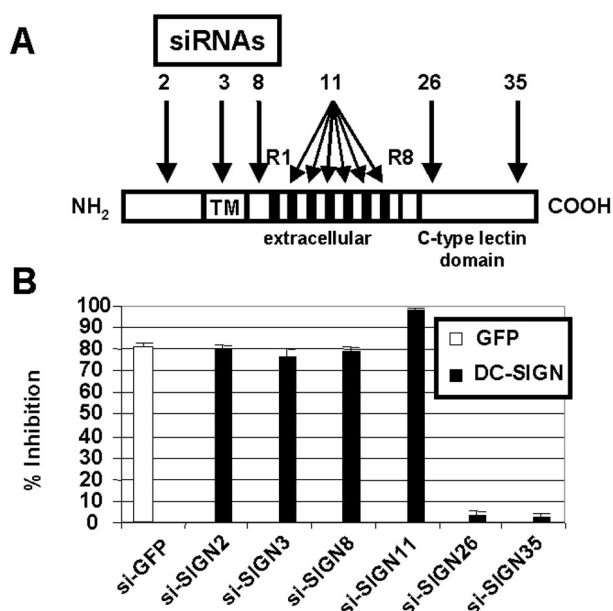 A
siRNAs
2 3 8 11 26 35
R1 R8
NH2 TM COOH
extracellular C-type lectin
domain
B
100
90
80
70
60
50
40
30
20
10
0
% Inhibition
GFP
DC-SIGN
si-GFP
si-SIGN2
si-SIGN3
si-SIGN8
si-SIGN11
si-SIGN26
si-SIGN35